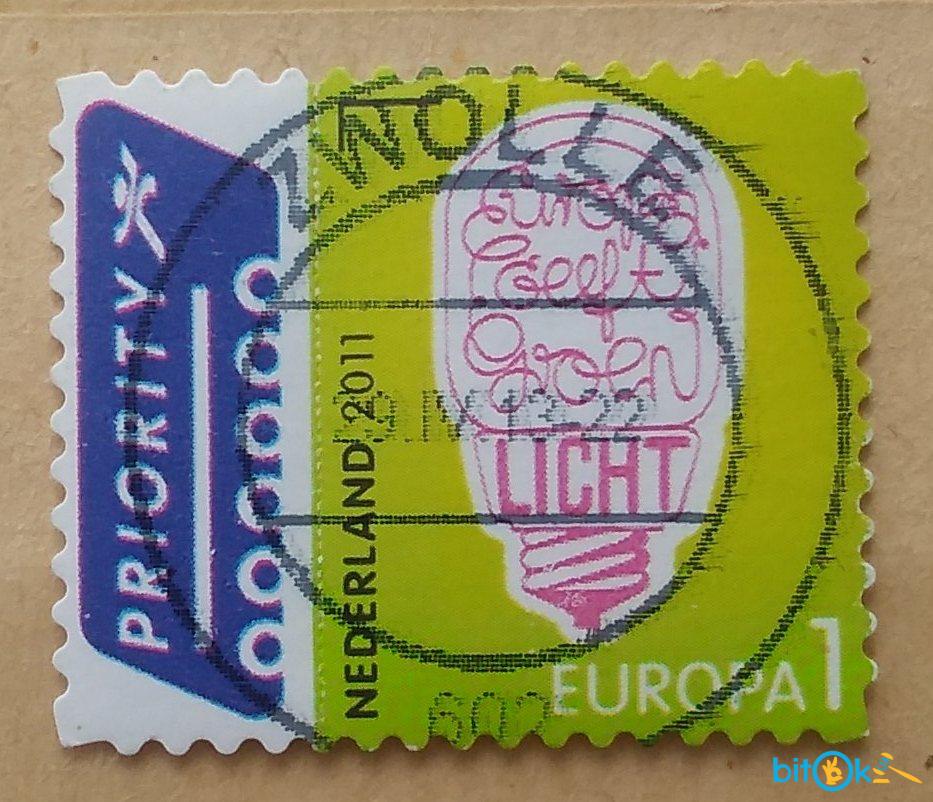 PRIORITY
NEDERLAND 2011
ZWOLLE
Europa
Geeft
Groen
LICHT
EUROPA 1
bitOk